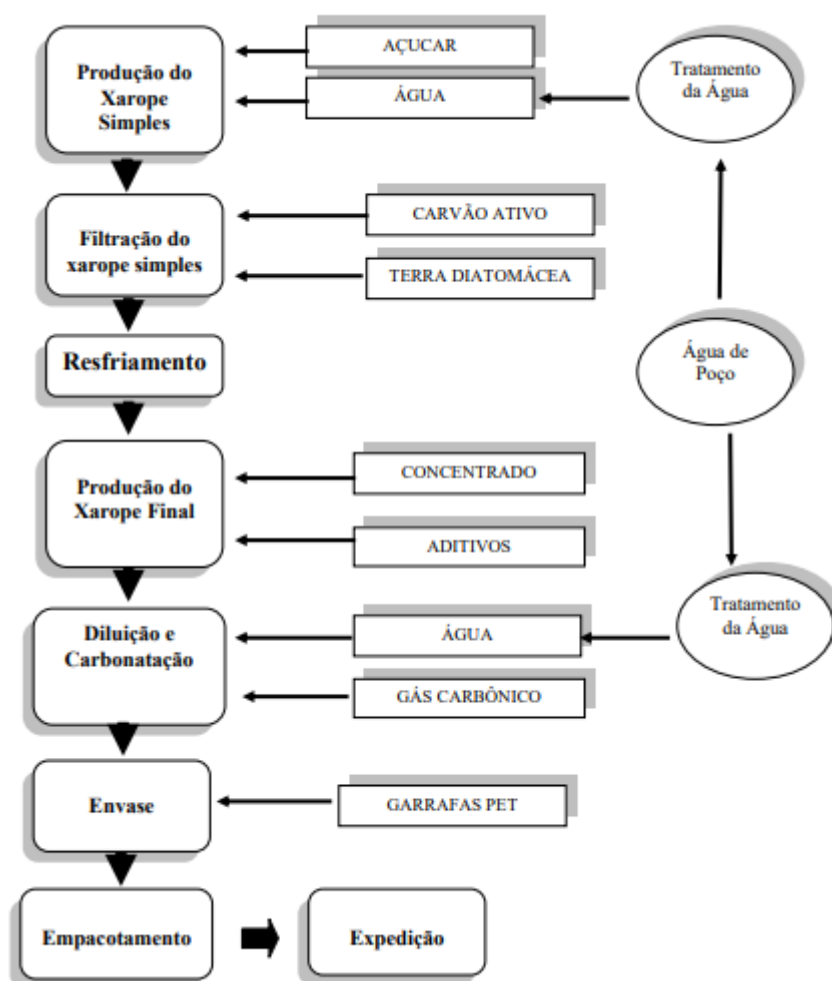 AÇUCAR
Produção do
Xarope
Simples
ÁGUA
Tratamento
da Água
Filtração do
xarope simples
CARVÃO ATIVO
TERRA DIATOMÁCEA
Resfriamento
Água de
Poço
Produção do
Xarope Final
CONCENTRADO
ADITIVOS
Diluição e
Carbonatação
ÁGUA
Tratamento
da Água
GÁS CARBÔNICO
Envase
GARRAFAS PET
Empacotamento
Expedição